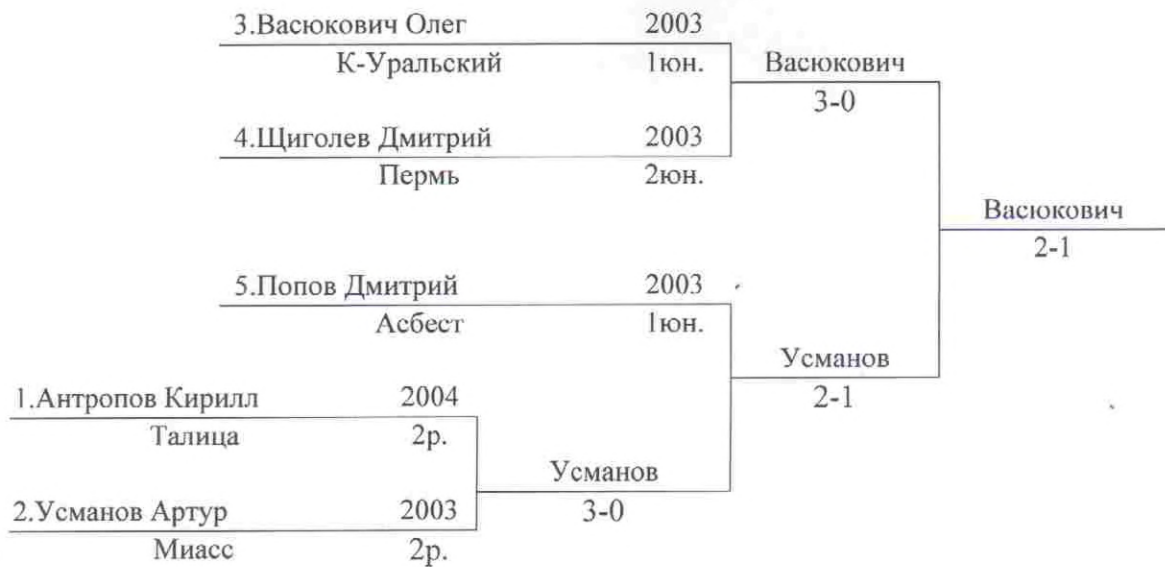 3.Васюкович Олег 2003
К-Уральский 1юн.
Васюкович
3-0
4.Щиголев Дмитрий 2003
Пермь 2юн.
Васюкович
2-1
5.Попов Дмитрий 2003
Асбест 1юн.
Усманов
2-1
1.Антропов Кирилл 2004
Талица 2р.
Усманов
3-0
2.Усманов Артур 2003
Миасс 2р.